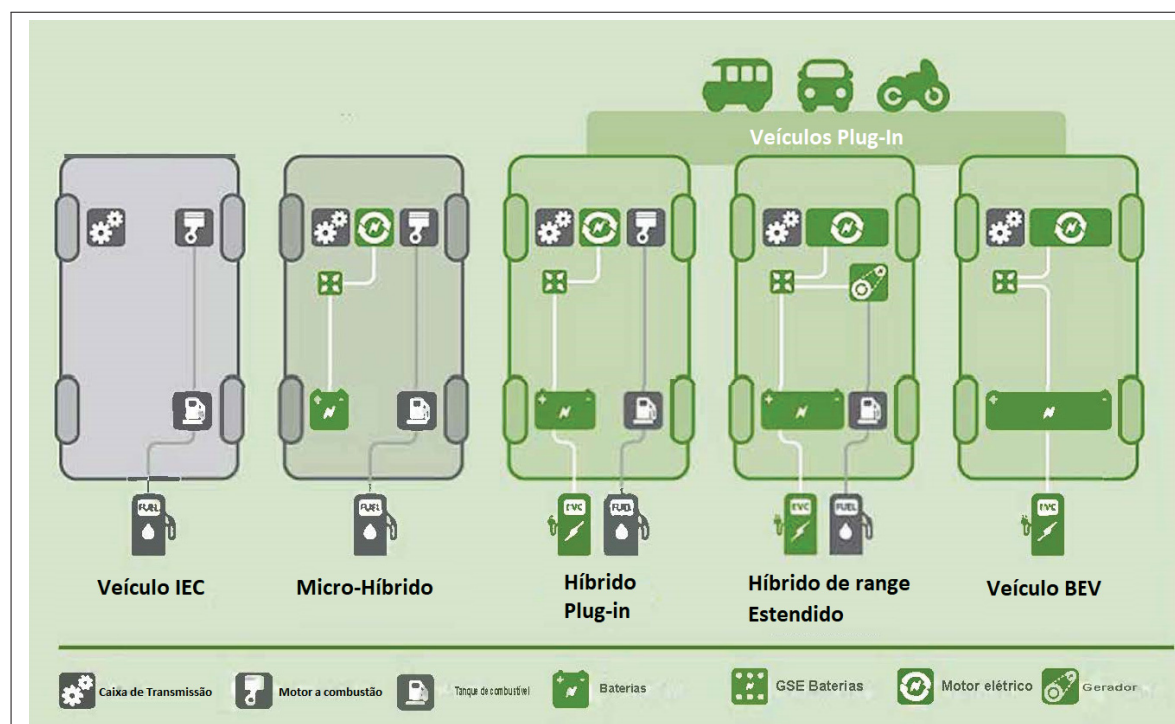 Veículos Plug-In
FUEL
FUEL
EVC
FUEL
EVC
FUEL
EVC
Veículo IEC
Micro-Híbrido
Híbrido
Plug-in
Híbrido de range
Estendido
Veículo BEV
Caixa de Transmissão
Motor a combustão
Tanque de combustível
Baterias
GSE Baterias
Motor elétrico
Gerador